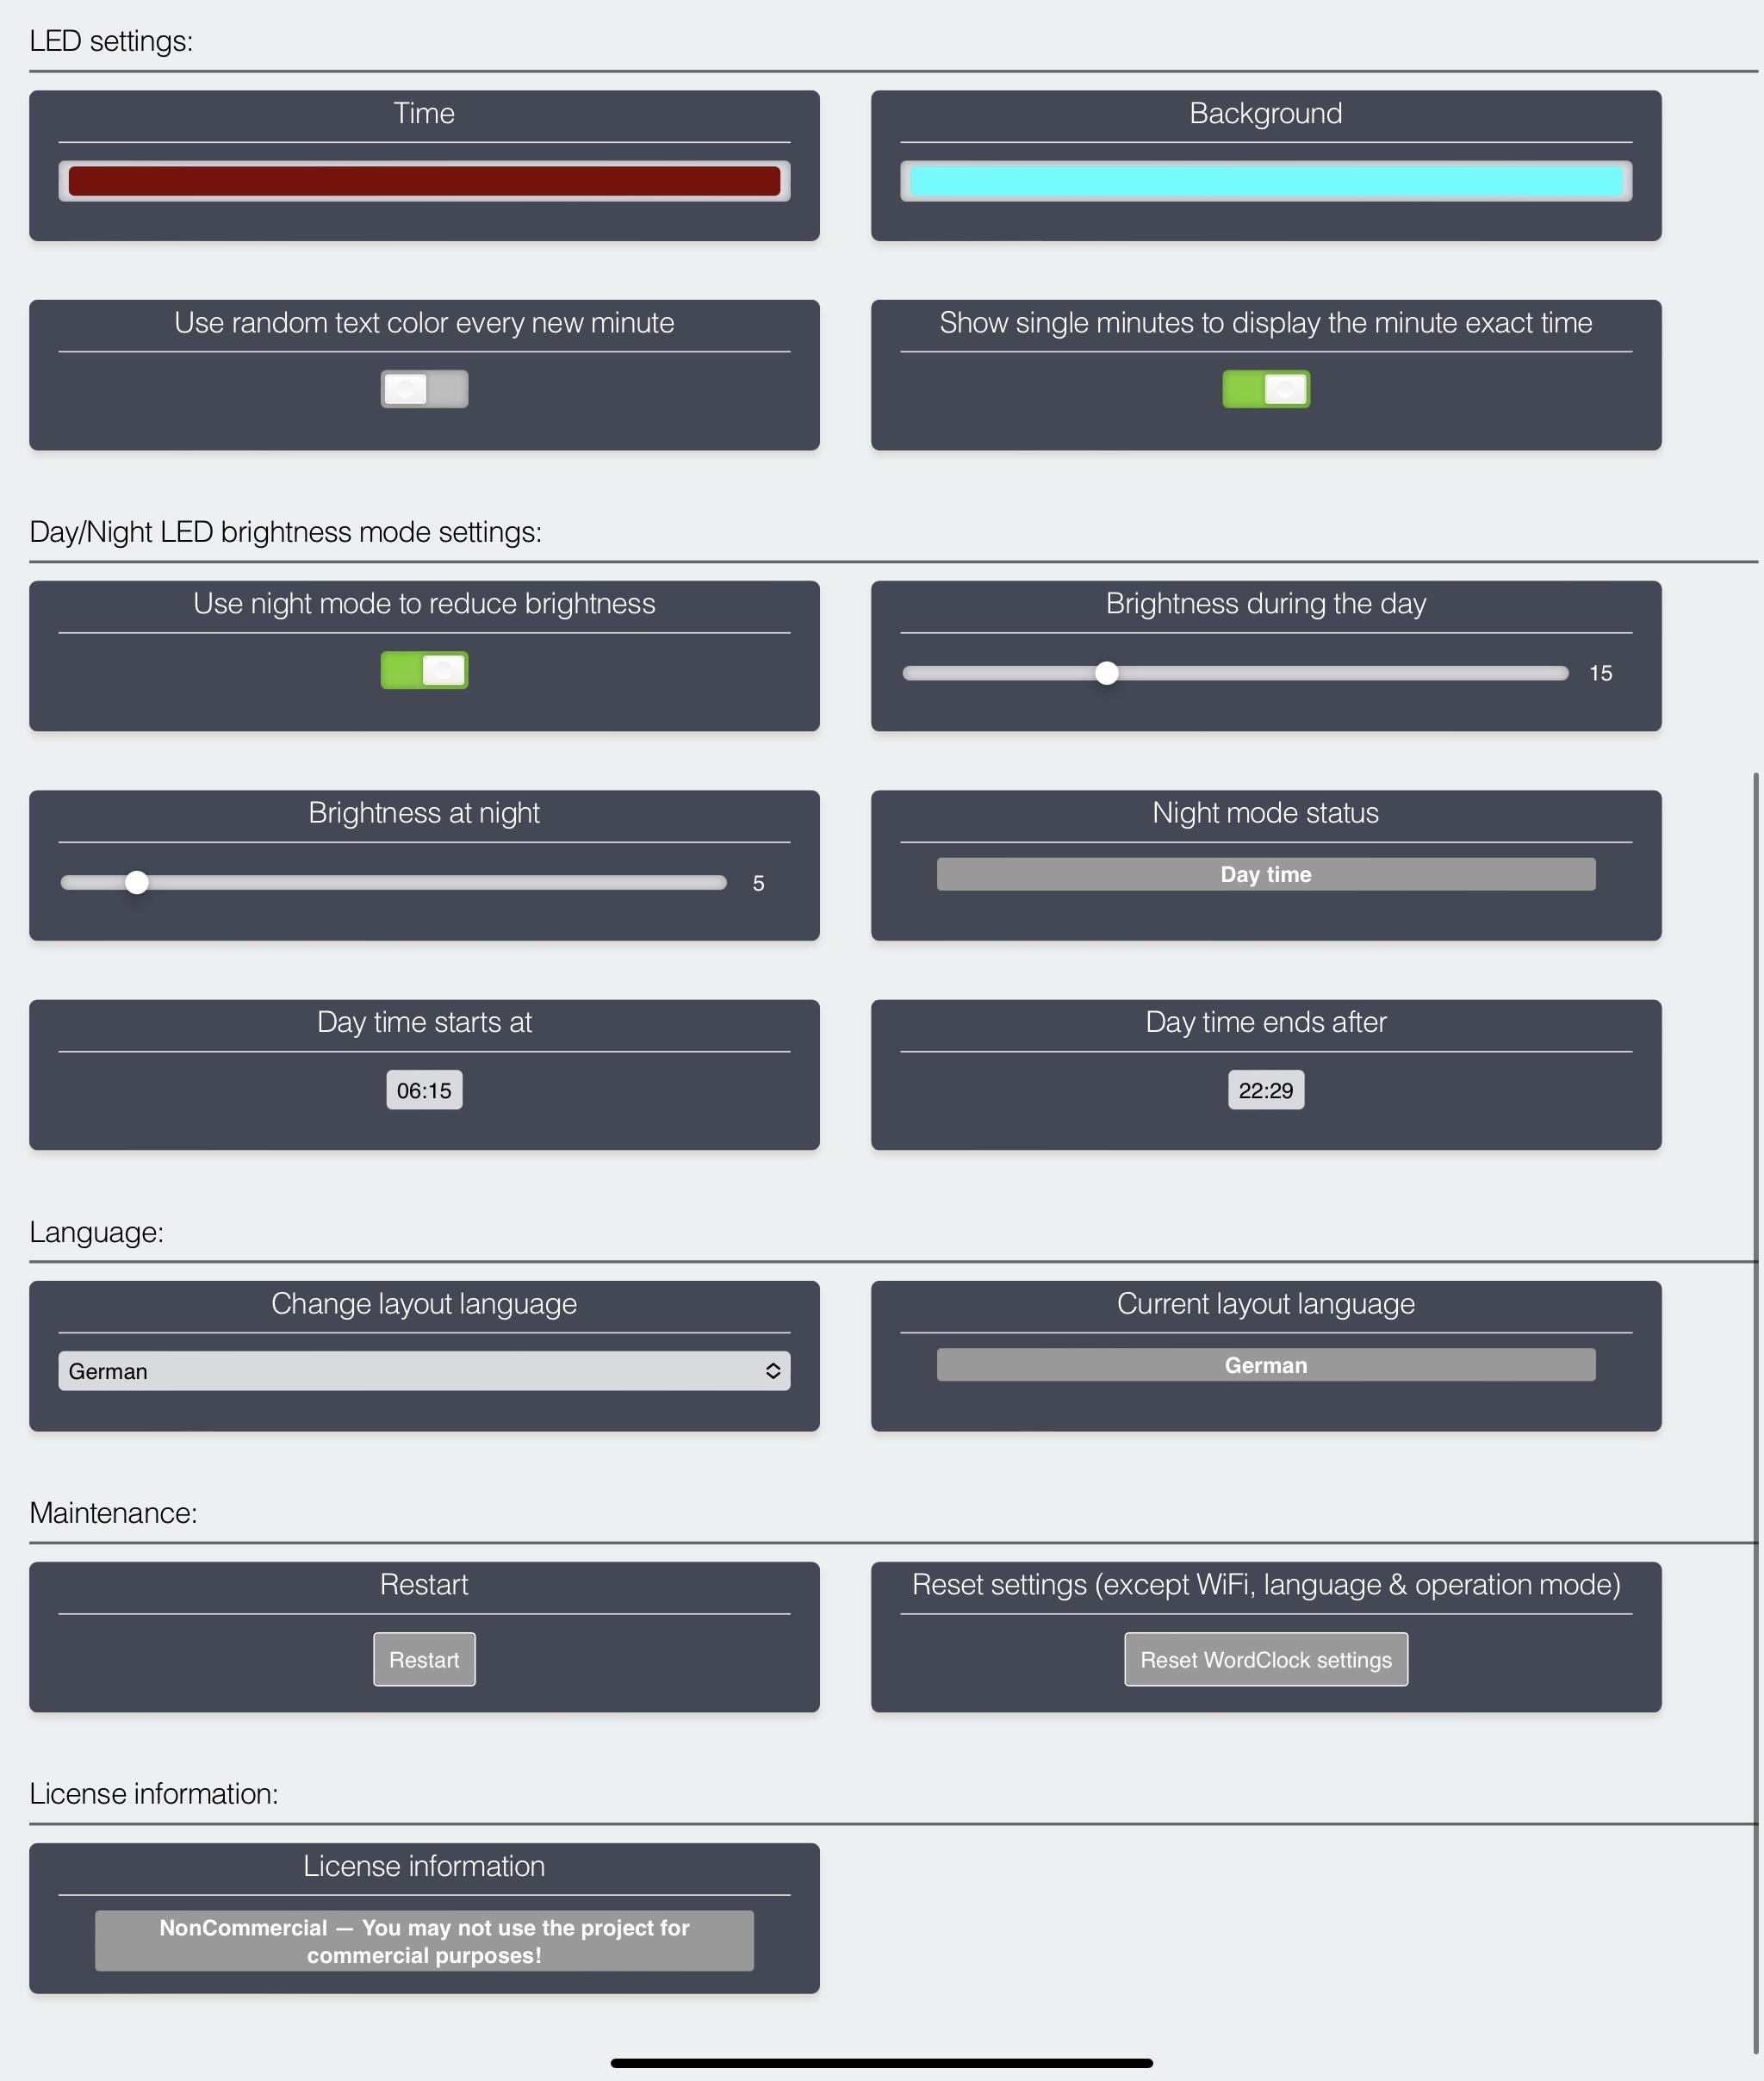 LED settings:
Time
Background
Use random text color every new minute
Show single minutes to display the minute exact time
Day/Night LED brightness mode settings:
Use night mode to reduce brightness
Brightness during the day
15
Brightness at night
5
Night mode status
Day time
Day time starts at
06:15
Day time ends after
22:29
Language:
Change layout language
German
Current layout language
German
Maintenance:
Restart
Restart
Reset settings (except WiFi, language & operation mode)
Reset WordClock settings
License information:
License information
NonCommercial — You may not use the project for
commercial purposes!